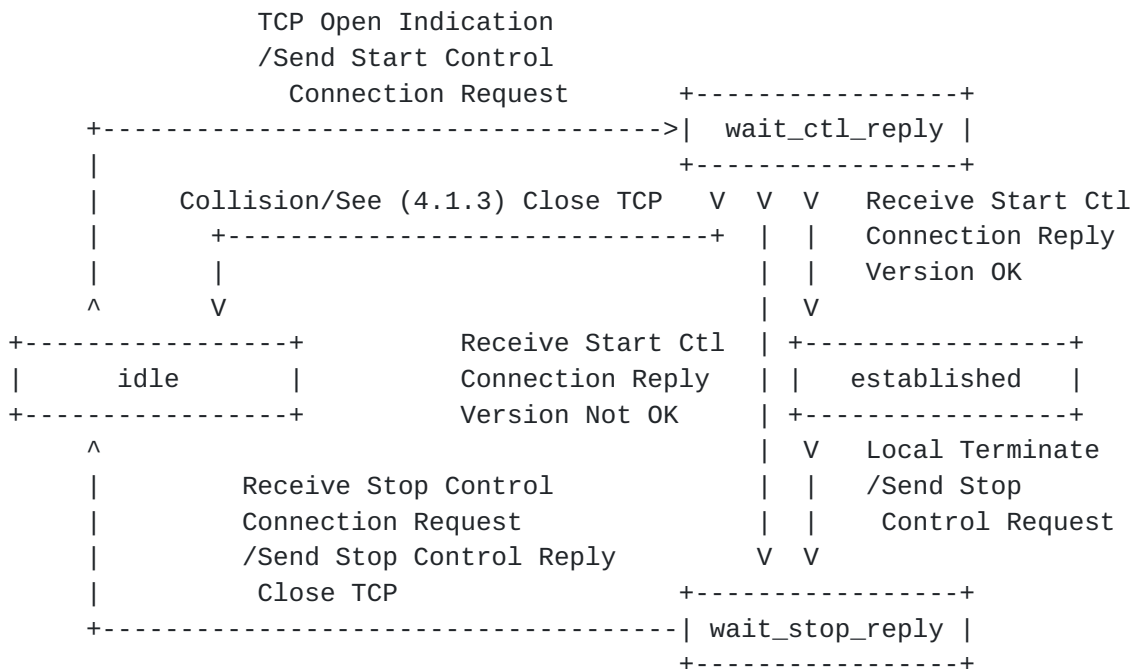 TCP Open Indication
/Send Start Control
Connection Request
wait_ctl_reply
Collision/See (4.1.3) Close TCP V V V Receive Start Ctl
Connection Reply
Version OK
^ V V
Receive Start Ctl
idle Connection Reply established
Version Not OK
^ V Local Terminate
Receive Stop Control /Send Stop
Connection Request Control Request
/Send Stop Control Reply V V
Close TCP
wait_stop_reply